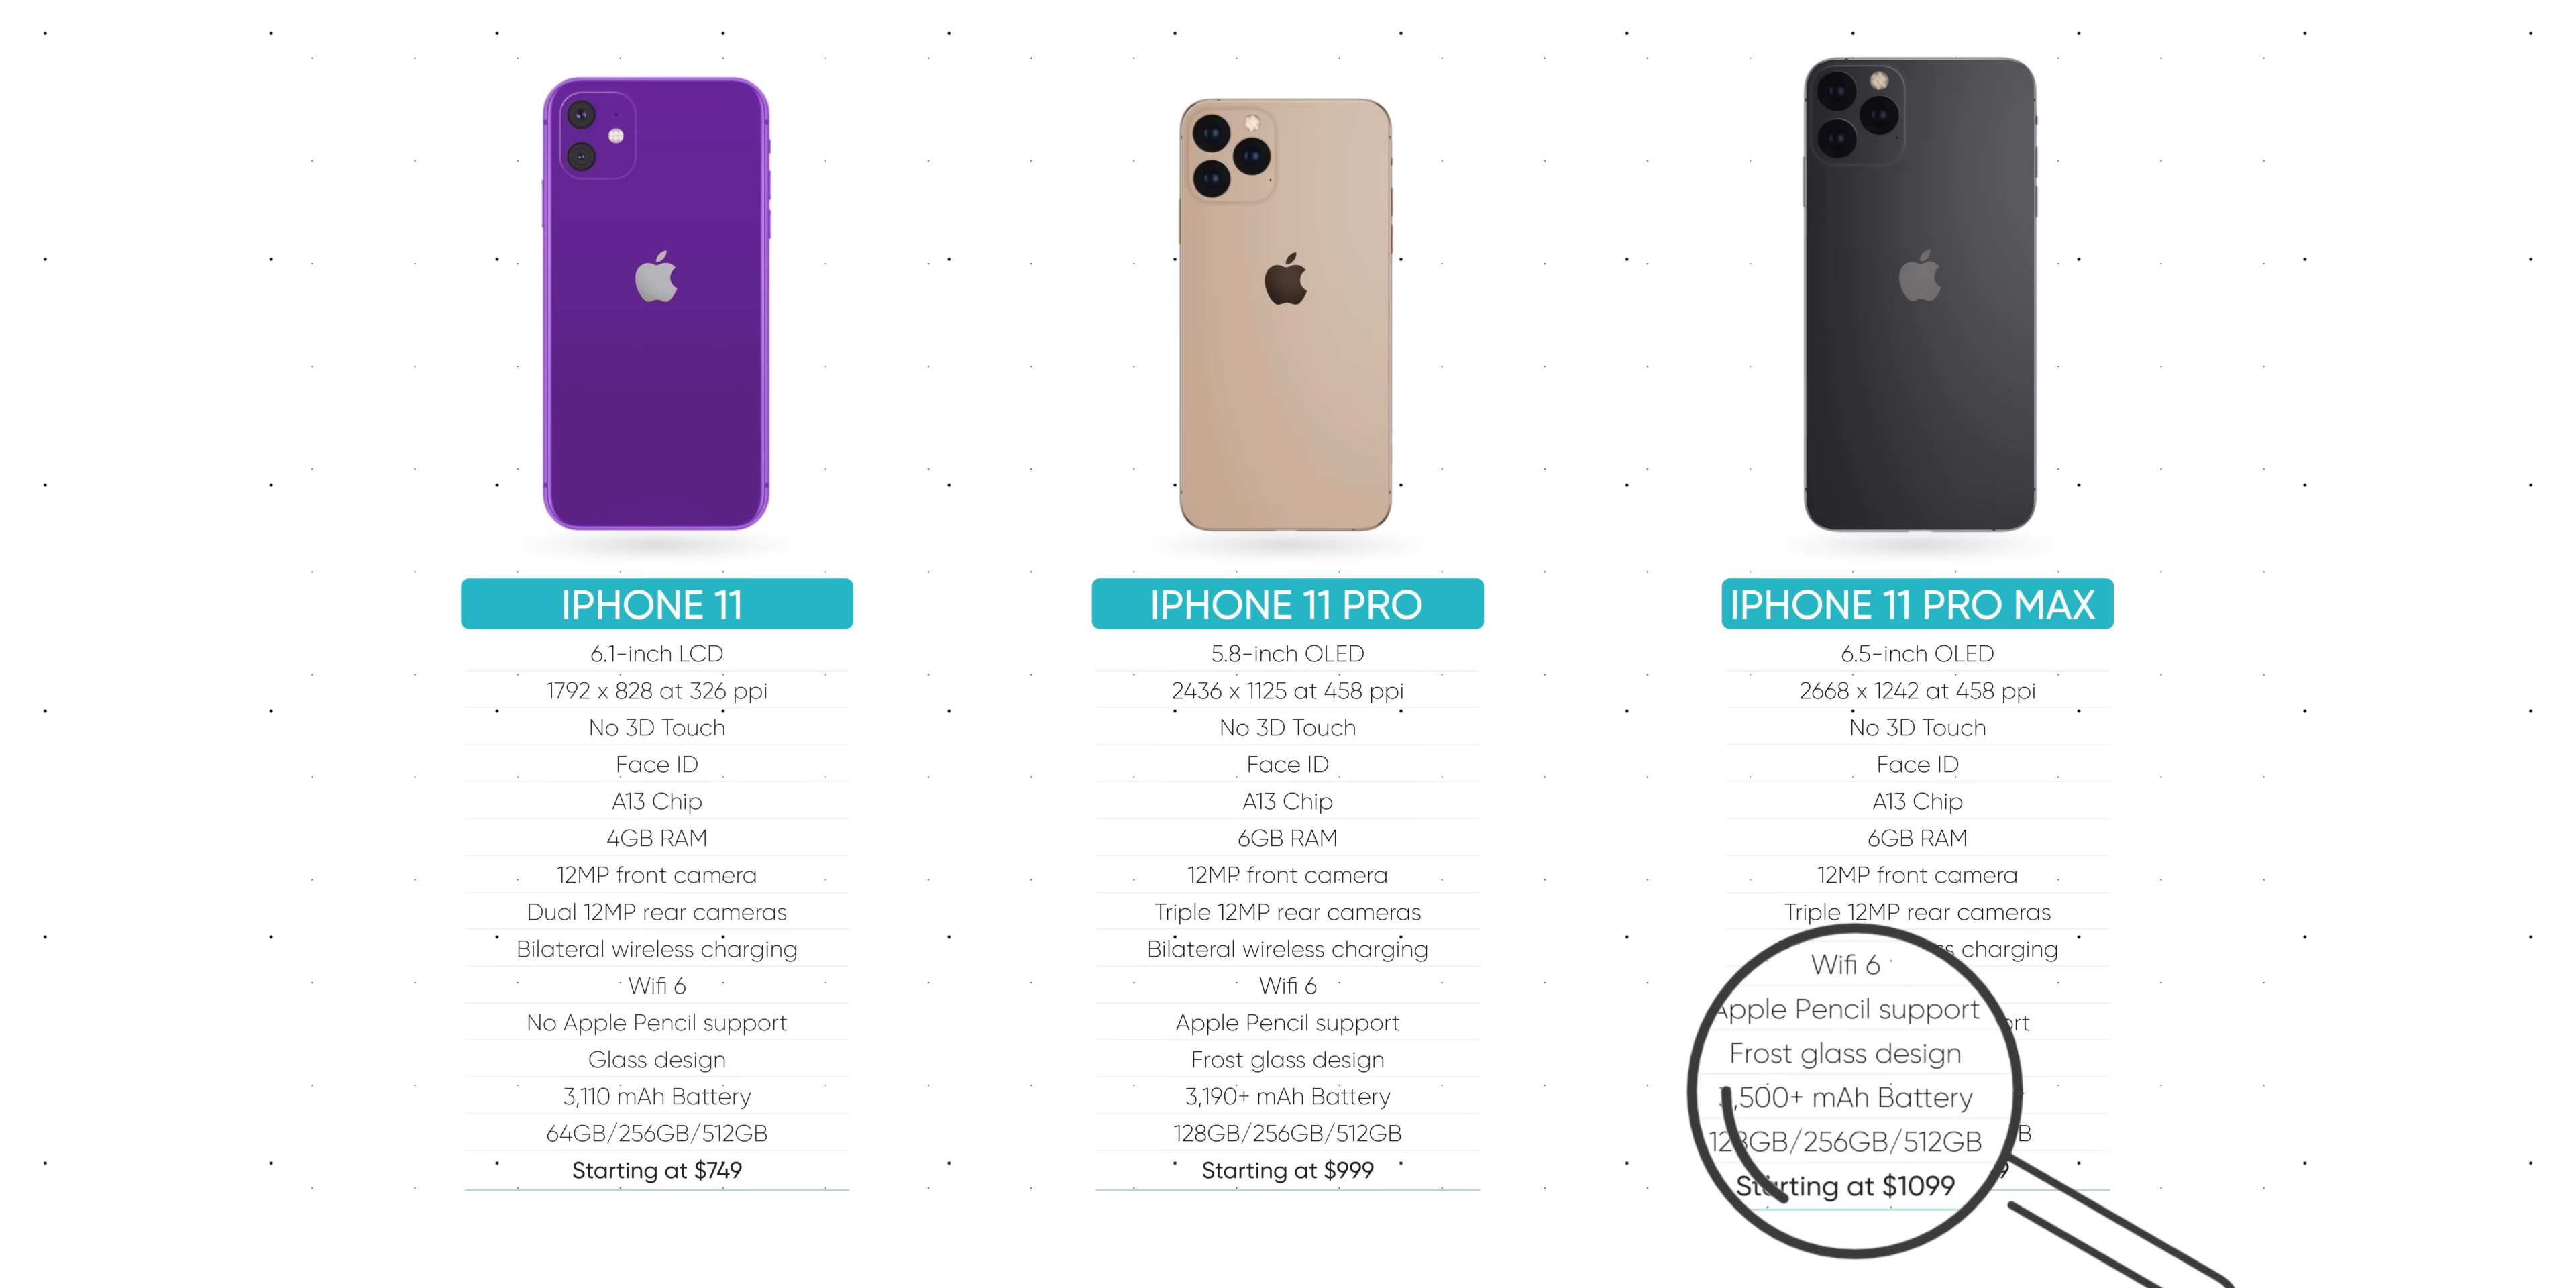 IPHONE 11
6.1-inch LCD
1792 x 828 at 326 ppi
No 3D Touch
Face ID
A13 Chip
4GB RAM
12MP front camera
Dual 12MP rear cameras
Bilateral wireless charging
Wifi 6
No Apple Pencil support
Glass design
3,110 mAh Battery
64GB/256GB/512GB
Starting at $749
IPHONE 11 PRO
5.8-inch OLED
2436 x 1125 at 458 ppi
No 3D Touch
Face ID
A13 Chip
6GB RAM
12MP front camera
Triple 12MP rear cameras
Bilateral wireless charging
Wifi 6
Apple Pencil support
Frost glass design
3,190+ mAh Battery
128GB/256GB/512GB
Starting at $999
IPHONE 11 PRO MAX
6.5-inch OLED
2668 x 1242 at 458 ppi
No 3D Touch
Face ID
A13 Chip
6GB RAM
12MP front camera
Triple 12MP rear cameras
charging
Wifi 6
Apple Pencil support
Frost glass design
3,500+ mAh Battery
128GB/256GB/512GB
Starting at $1099